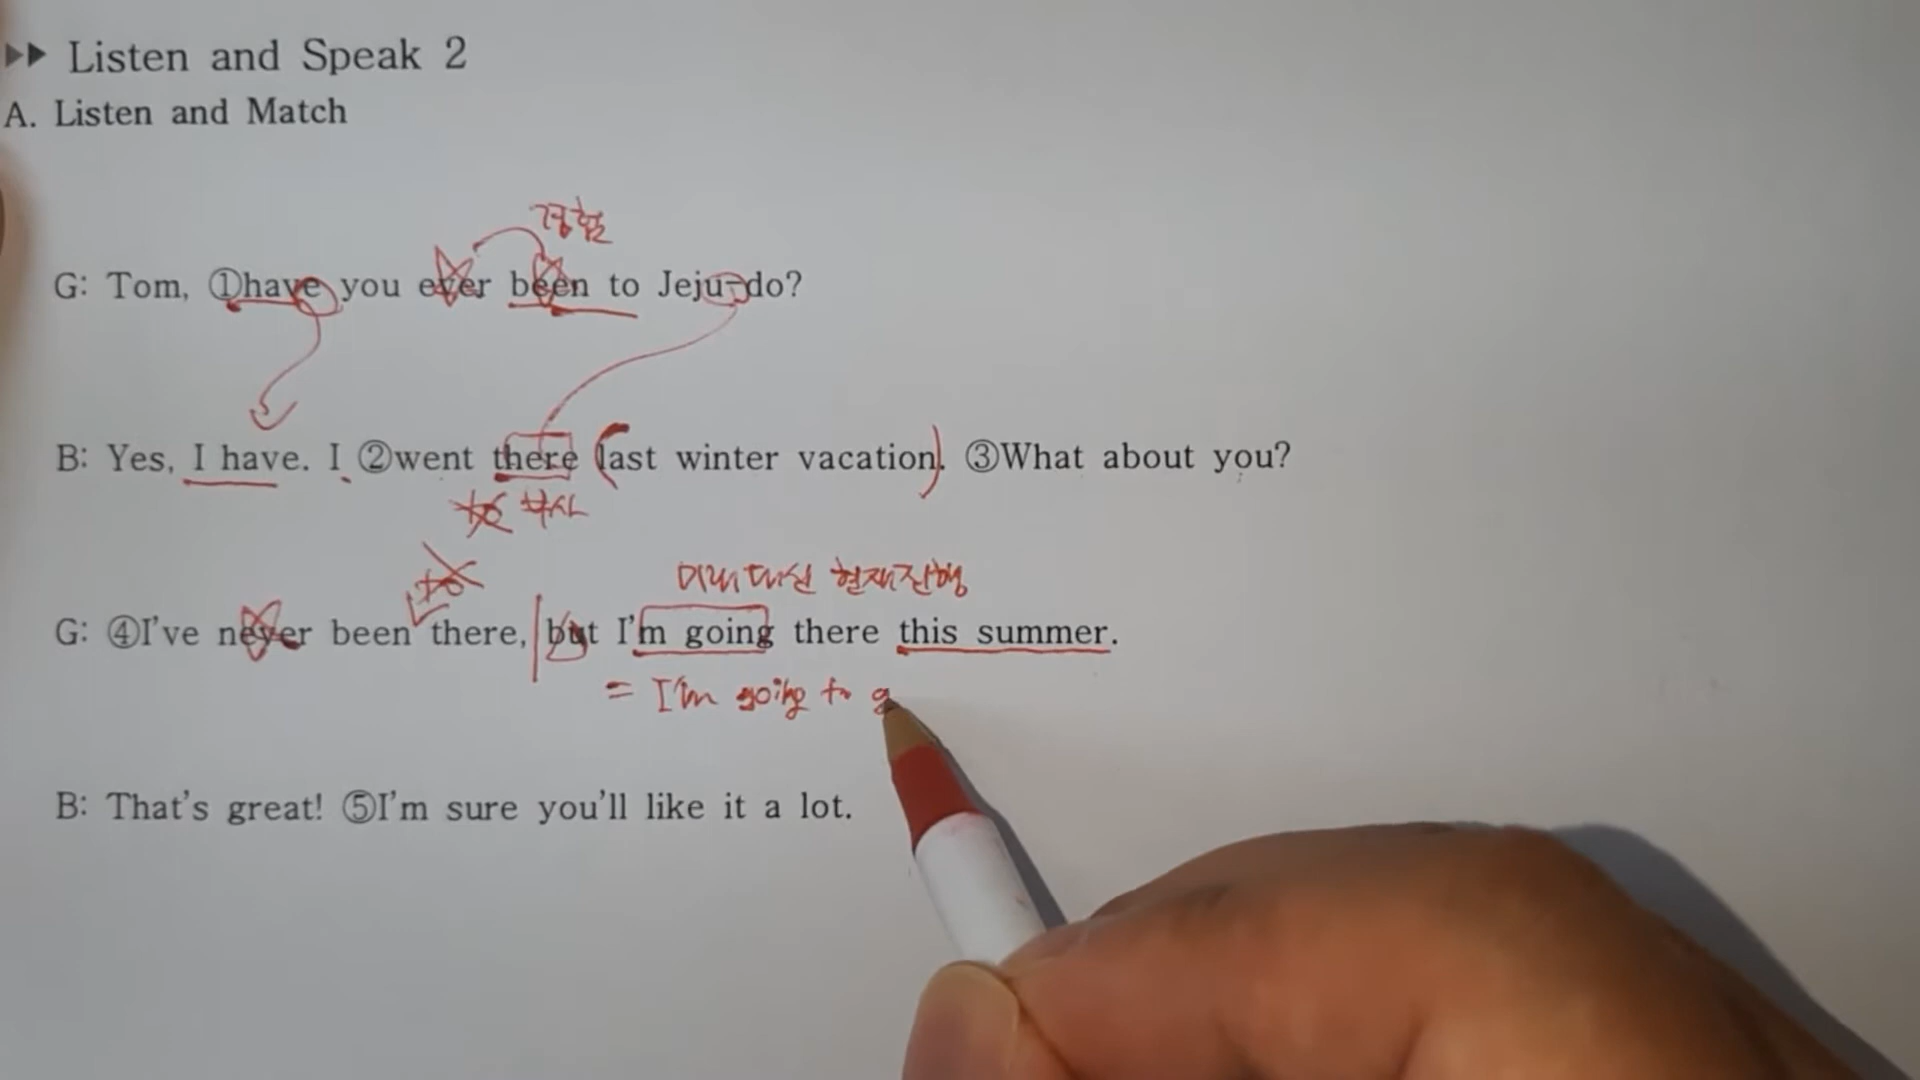 ▶▶ Listen and Speak 2
A. Listen and Match
경험
G: Tom, ①have you ever been to Jeju-do?
B: Yes, I have. I ②went there (last winter vacation). ③What about you?
to 부사
to
미래대신 현재진행
G: ④I've never been there, but I'm going there this summer.
= I'm going to g
B: That's great! ⑤I'm sure you'll like it a lot.